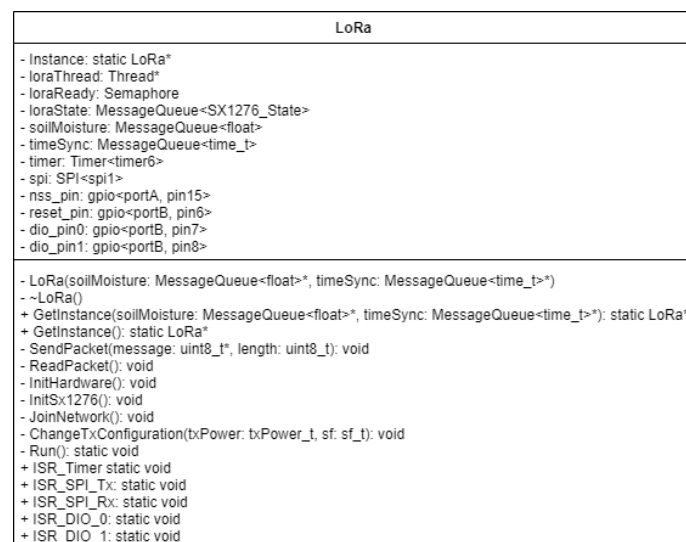 LoRa
- Instance: static LoRa*
- loraThread: Thread*
- loraReady: Semaphore
- loraState: MessageQueue<SX1276_State>
- soilMoisture: MessageQueue<float>
- timeSync: MessageQueue<time_t>
- timer: Timer<timer6>
- spi: SPI<spi1>
- nss_pin: gpio<portA, pin15>
- reset_pin: gpio<portB, pin6>
- dio_pin0: gpio<portB, pin7>
- dio_pin1: gpio<portB, pin8>
- LoRa(soilMoisture: MessageQueue<float>*, timeSync: MessageQueue<time_t>*)
- ~LoRa()
+ GetInstance(soilMoisture: MessageQueue<float>*, timeSync: MessageQueue<time_t>*): static LoRa*
+ GetInstance(): static LoRa*
- SendPacket(message: uint8_t*, length: uint8_t): void
- ReadPacket(): void
- InitHardware(): void
- InitSx1276(): void
- JoinNetwork(): void
- ChangeTxConfiguration(txPower: txPower_t, sf: sf_t): void
- Run(): static void
+ ISR_Timer static void
+ ISR_SPI_Tx: static void
+ ISR_SPI_Rx: static void
+ ISR_DIO_0: static void
+ ISR_DIO_1: static void